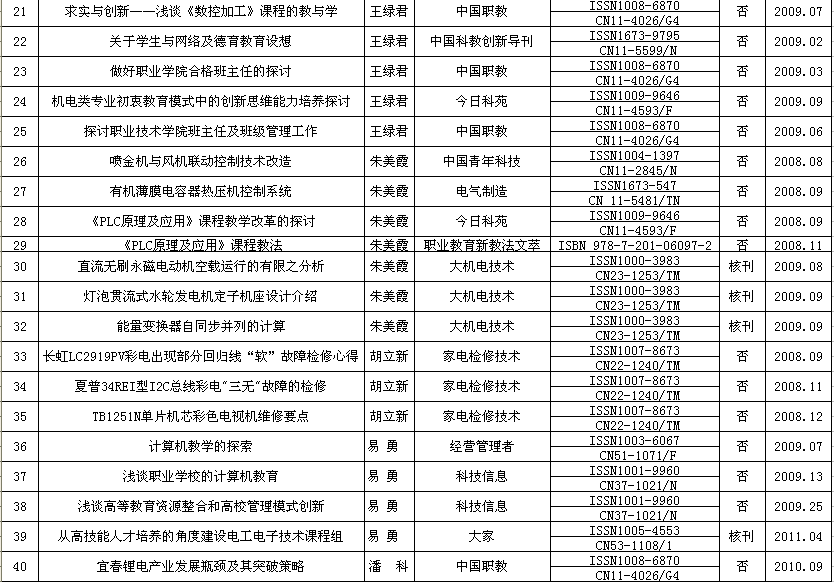 21 求实与创新——浅谈《数控加工》课程的教与学 王绿君 中国职教 ISSN1008-6870 否 2009.07
CN11-4026/G4
22 关于学生与网络及德育教育设想 王绿君 中国科教创新导刊 ISSN1673-9795 否 2009.02
CN11-5599/N
23 做好职业学院合格班主任的探讨 王绿君 中国职教 ISSN1008-6870 否 2009.03
CN11-4026/G4
24 机电类专业初衷教育模式中的创新思维能力培养探讨 王绿君 今日科苑 ISSN1009-9646 否 2009.09
CN11-4593/F
25 探讨职业技术学院班主任及班级管理工作 王绿君 中国职教 ISSN1008-6870 否 2009.06
CN11-4026/G4
26 喷金机与风机联动控制技术改造 朱美霞 中国青年科技 ISSN1004-1397 否 2008.08
CN11-2845/N
27 有机薄膜电容器热压机控制系统 朱美霞 电气制造 ISSN1673-547 否 2008.09
CN 11-5481/TN
28 《PLC原理及应用》课程教学改革的探讨 朱美霞 今日科苑 ISSN1009-9646 否 2008.09
CN11-4593/F
29 《PLC原理及应用》课程教法 朱美霞 职业教育新教法文萃 ISBN 978-7-201-06097-2 否 2008.11
30 直流无刷永磁电动机空载运行的有限之分析 朱美霞 大机电技术 ISSN1000-3983 核刊 2009.08
CN23-1253/TM
31 灯泡贯流式水轮发电机定子机座设计介绍 朱美霞 大机电技术 ISSN1000-3983 核刊 2009.09
CN23-1253/TM
32 能量变换器自同步并列的计算 朱美霞 大机电技术 ISSN1000-3983 核刊 2009.09
CN23-1253/TM
33 长虹LC2919PV彩电出现部分回归线“软”故障检修心得 胡立新 家电检修技术 ISSN1007-8673 否 2008.09
CN22-1240/TM
34 夏普34REI型I2C总线彩电"三无"故障的检修 胡立新 家电检修技术 ISSN1007-8673 否 2008.11
CN22-1240/TM
35 TB1251N单片机芯彩色电视机维修要点 胡立新 家电检修技术 ISSN1007-8673 否 2008.12
CN22-1240/TM
36 计算机教学的探索 易 勇 经营管理者 ISSN1003-6067 否 2009.07
CN51-1071/F
37 浅谈职业学校的计算机教育 易 勇 科技信息 ISSN1001-9960 否 2009.13
CN37-1021/N
38 浅谈高等教育资源整合和高校管理模式创新 易 勇 科技信息 ISSN1001-9960 否 2009.25
CN37-1021/N
39 从高技能人才培养的角度建设电工电子技术课程组 易 勇 大家 ISSN1005-4553 核刊 2011.04
CN53-1108/1
40 宜春锂电产业发展瓶颈及其突破策略 潘 科 中国职教 ISSN1008-6870 否 2010.09
CN11-4026/G4